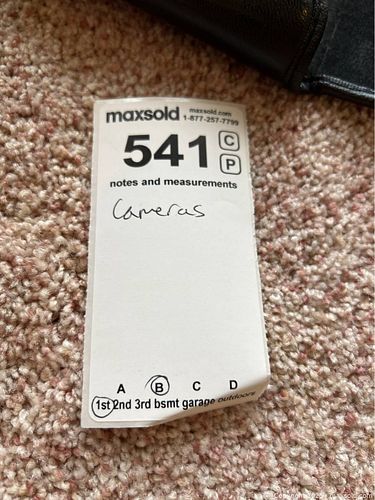 maxsold maxsold.com
1-877-257-7799
541 C
P
notes and measurements
Cameras
A B C D
1st 2nd 3rd bsmt garage outdoors